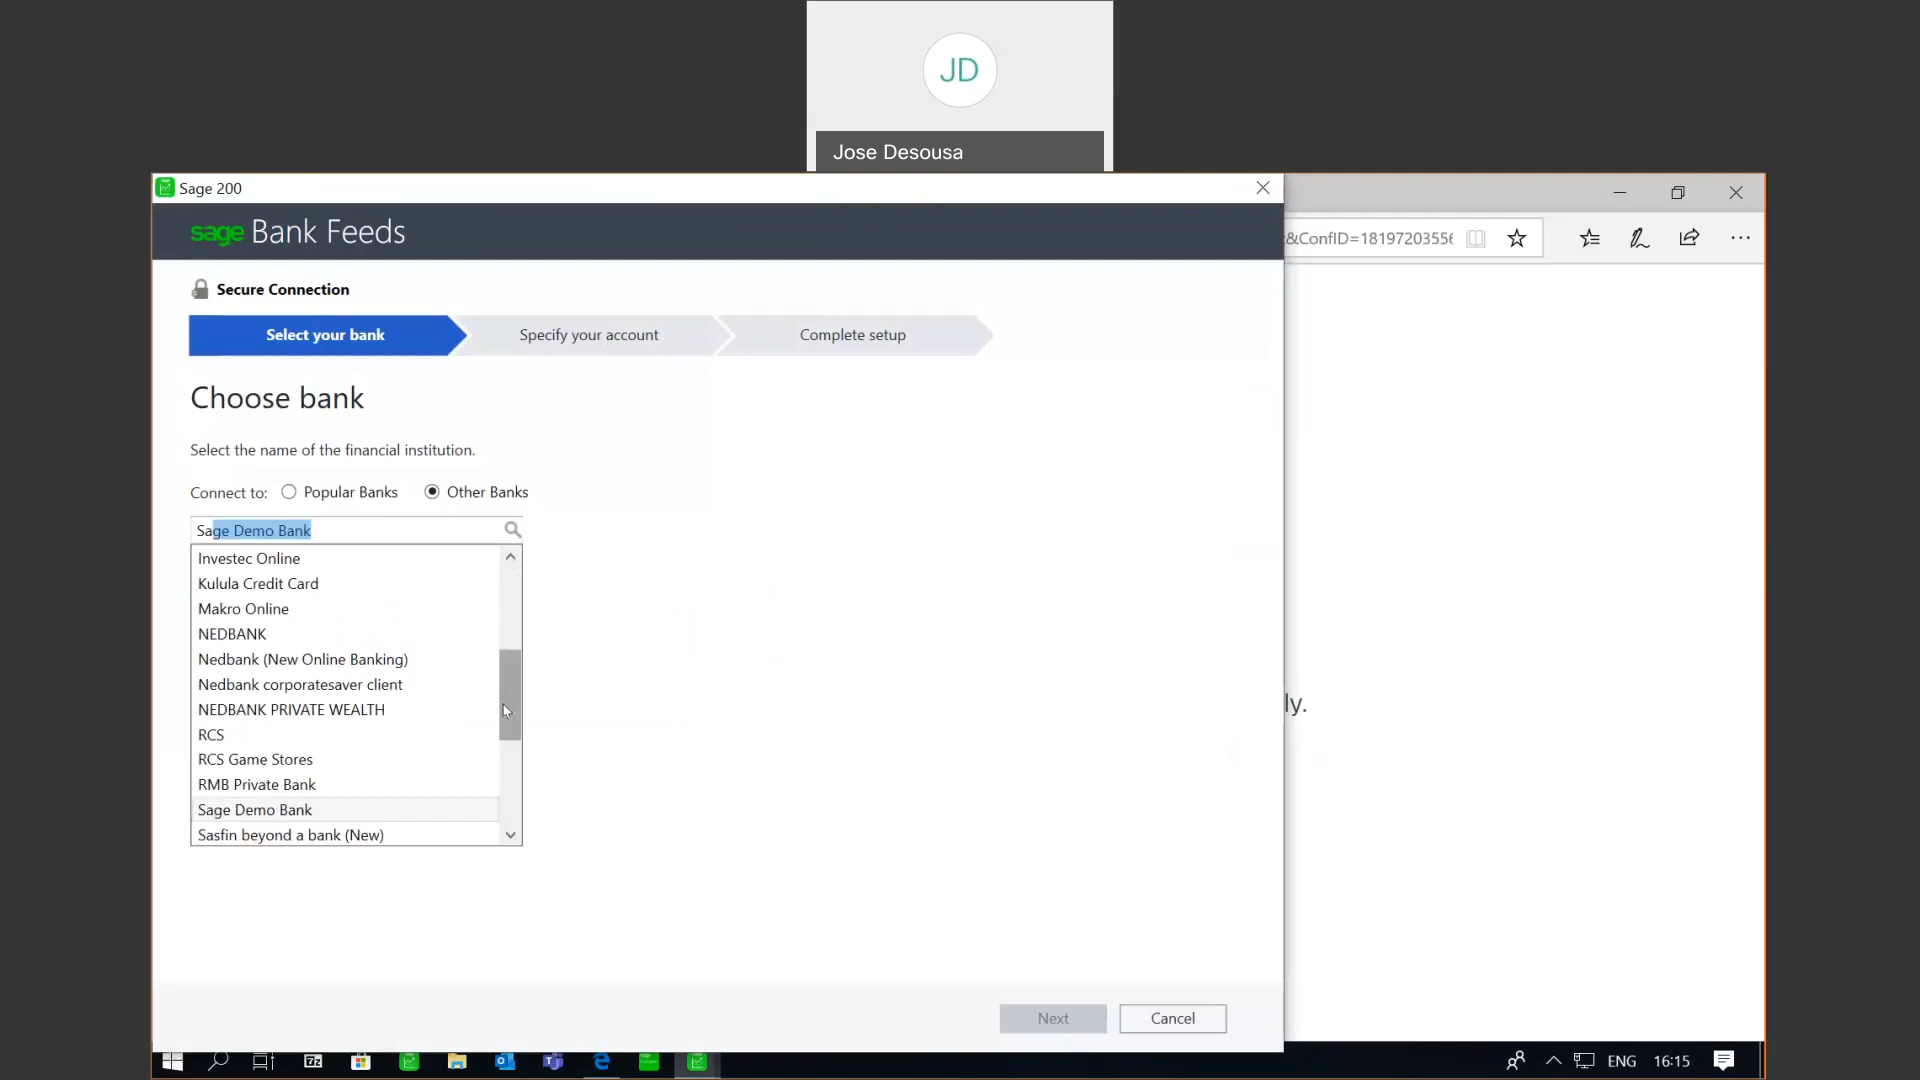 JD
Jose Desousa
Sage 200
sage Bank Feeds
&ConfID=1819720355
Secure Connection
Select your bank
Specify your account
Complete setup
Choose bank
Select the name of the financial institution.
Connect to:
Popular Banks
Other Banks
Sage Demo Bank
Investec Online
Kulula Credit Card
Makro Online
NEDBANK
Nedbank (New Online Banking)
Nedbank corporatesaver client
NEDBANK PRIVATE WEALTH
ly.
RCS
RCS Game Stores
RMB Private Bank
Sage Demo Bank
Sasfin beyond a bank (New)
Next
Cancel
7z
ENG
16:15